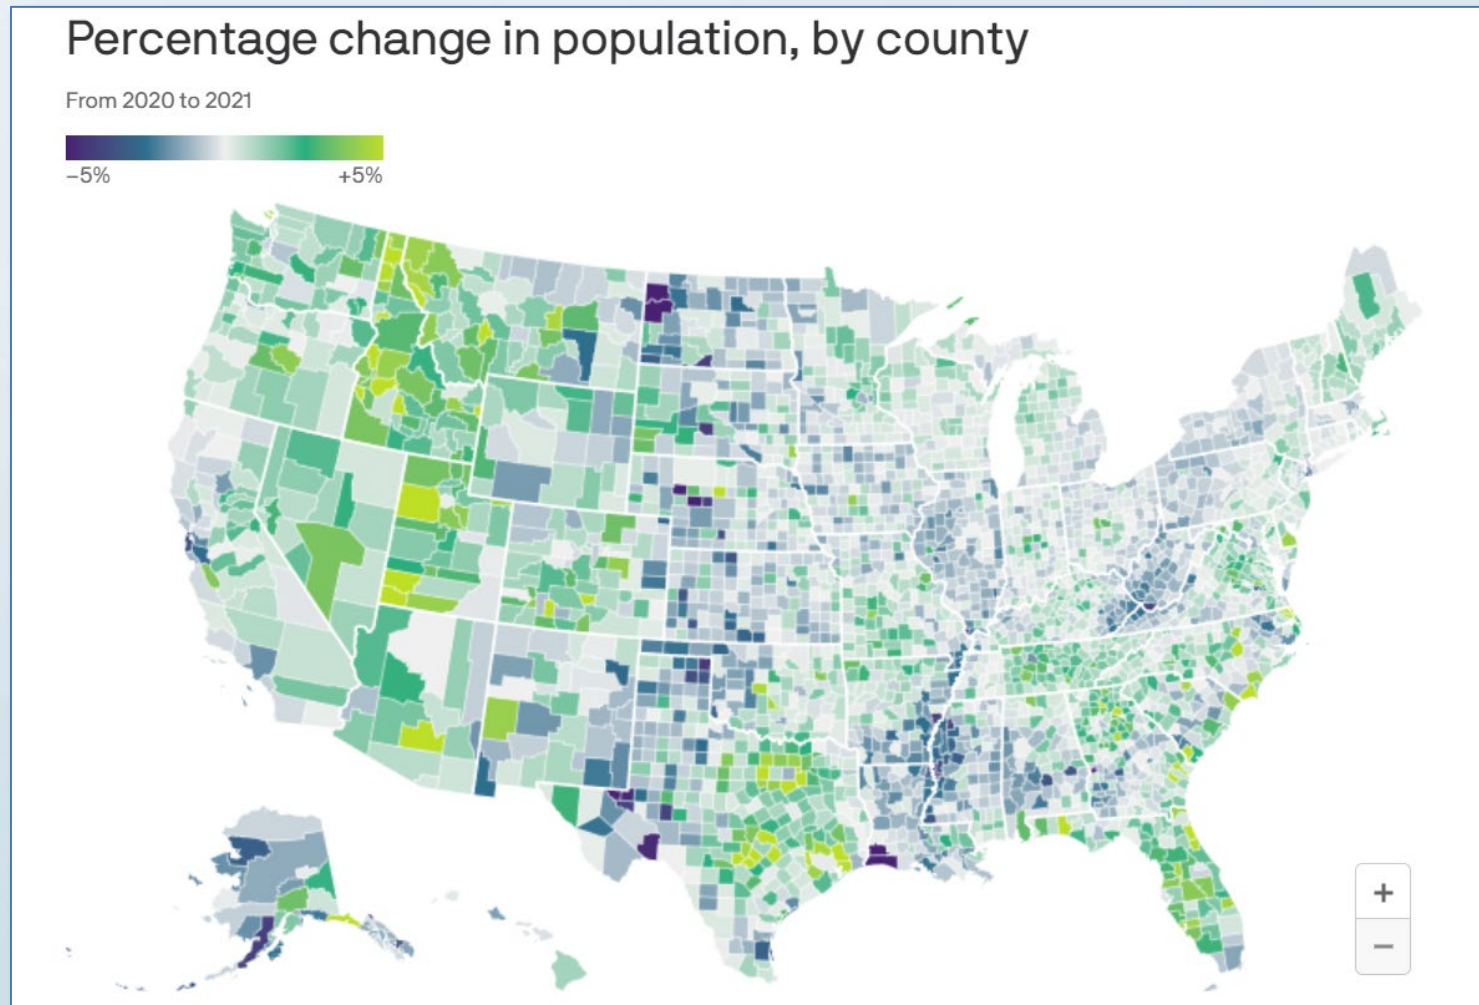 Percentage change in population, by county
From 2020 to 2021
−5% +5%
+
−